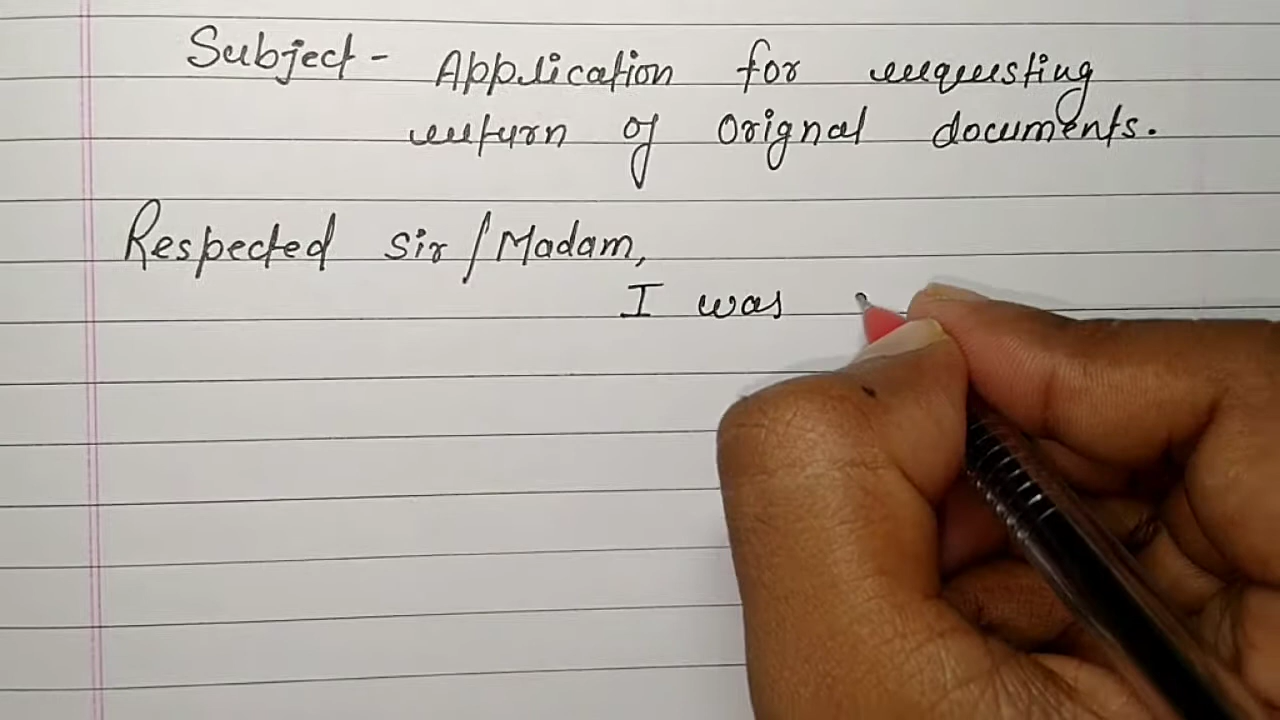 Subject - Application for requesting
return of Orignal documents.
Respected Sir/Madam,
I was